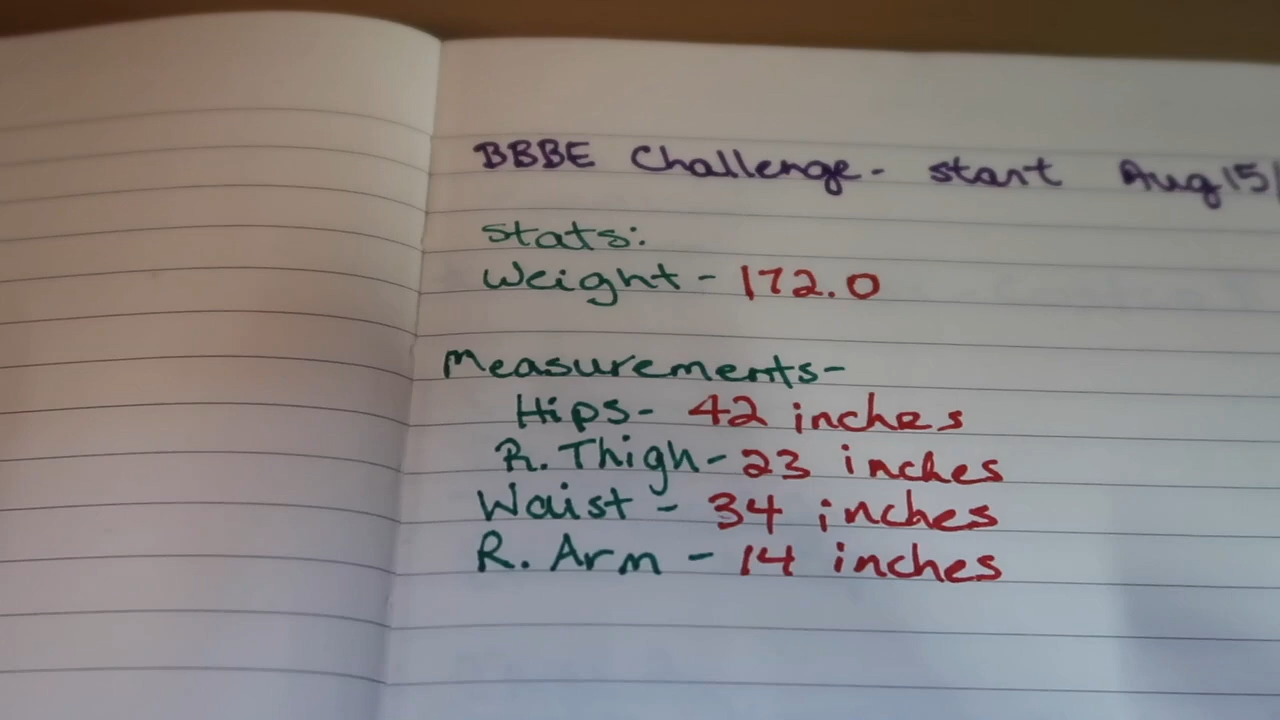 BBBE Challenge - start Aug 15/
Stats:
Weight - 172.0
Measurements-
Hips- 42 inches
R. Thigh- 23 inches
Waist - 34 inches
R. Arm - 14 inches